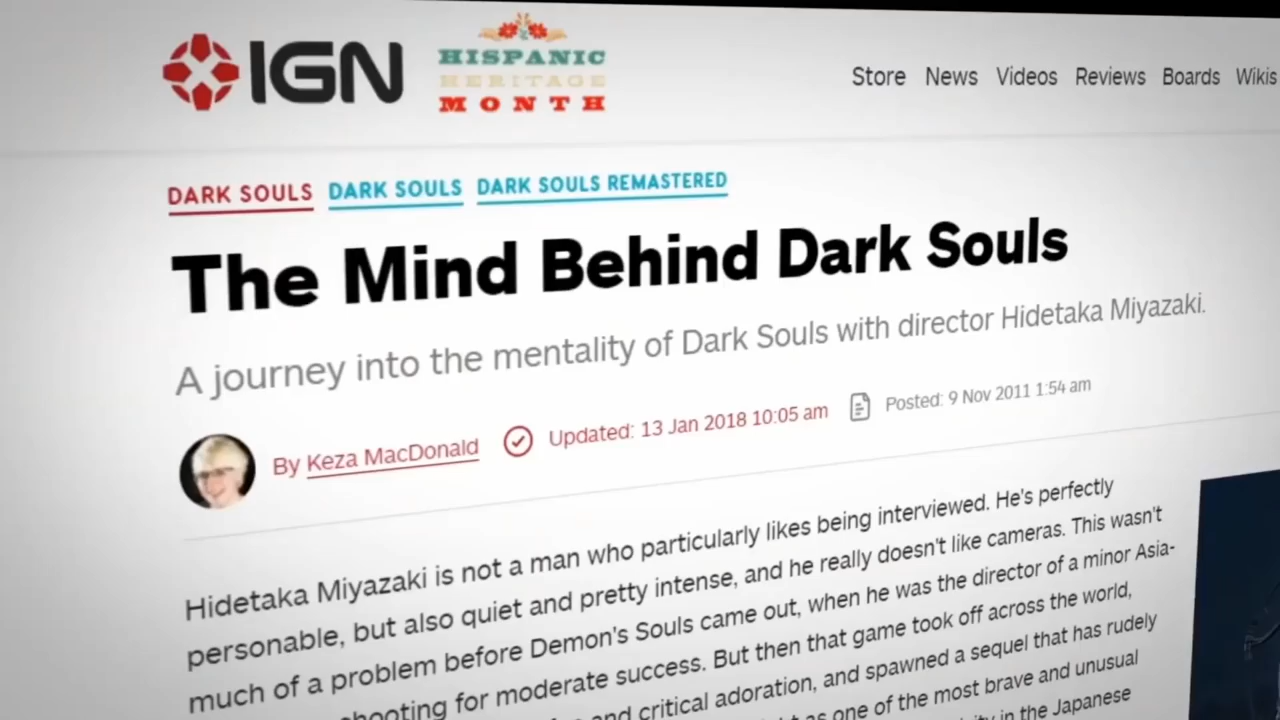 IGN
HISPANIC
HERITAGE
MONTH
Store News Videos Reviews Boards Wikis
DARK SOULS DARK SOULS DARK SOULS REMASTERED
The Mind Behind Dark Souls
A journey into the mentality of Dark Souls with director Hidetaka Miyazaki.
By Keza MacDonald Updated: 13 Jan 2018 10:05 am Posted: 9 Nov 2011 1:54 am
Hidetaka Miyazaki is not a man who particularly likes being interviewed. He's perfectly
personable, but also quiet and pretty intense, and he really doesn't like cameras. This wasn't
much of a problem before Demon's Souls came out, when he was the director of a minor Asia-
for moderate success. But then that game took off across the world,
and critical adoration, and spawned a sequel that has rudely
as one of the most brave and unusual
in the Japanese